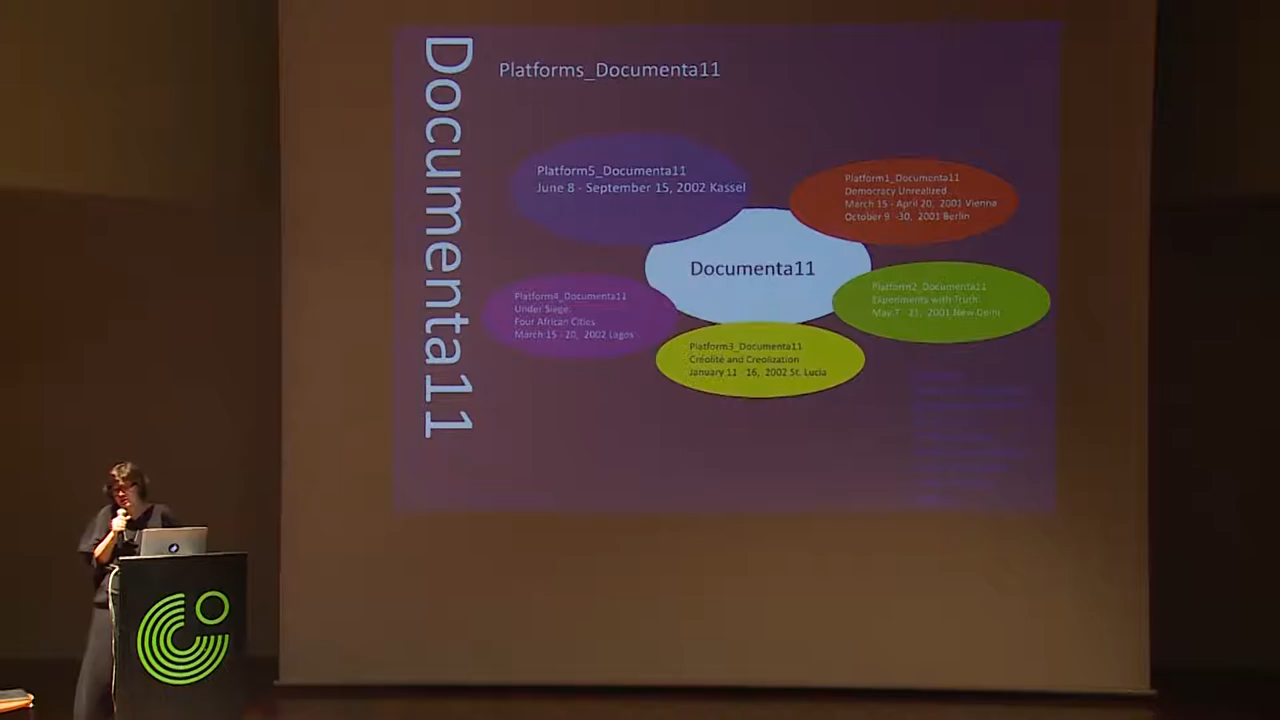 Documenta11
Platforms_Documenta11
Platform5_Documenta11
June 8 - September 15, 2002 Kassel
Platform1_Documenta11
Democracy Unrealized
March 15 - April 20, 2001 Vienna
October 9 -30, 2001 Berlin
Documenta11
Platform2_Documenta11
Experiments with Truth
May 7 - 21, 2001 New Delhi
Platform4_Documenta11
Under Siege:
Four African Cities
March 15 - 20, 2002 Lagos
Platform3_Documenta11
Créolité and Creolization
January 11 - 16, 2002 St. Lucia